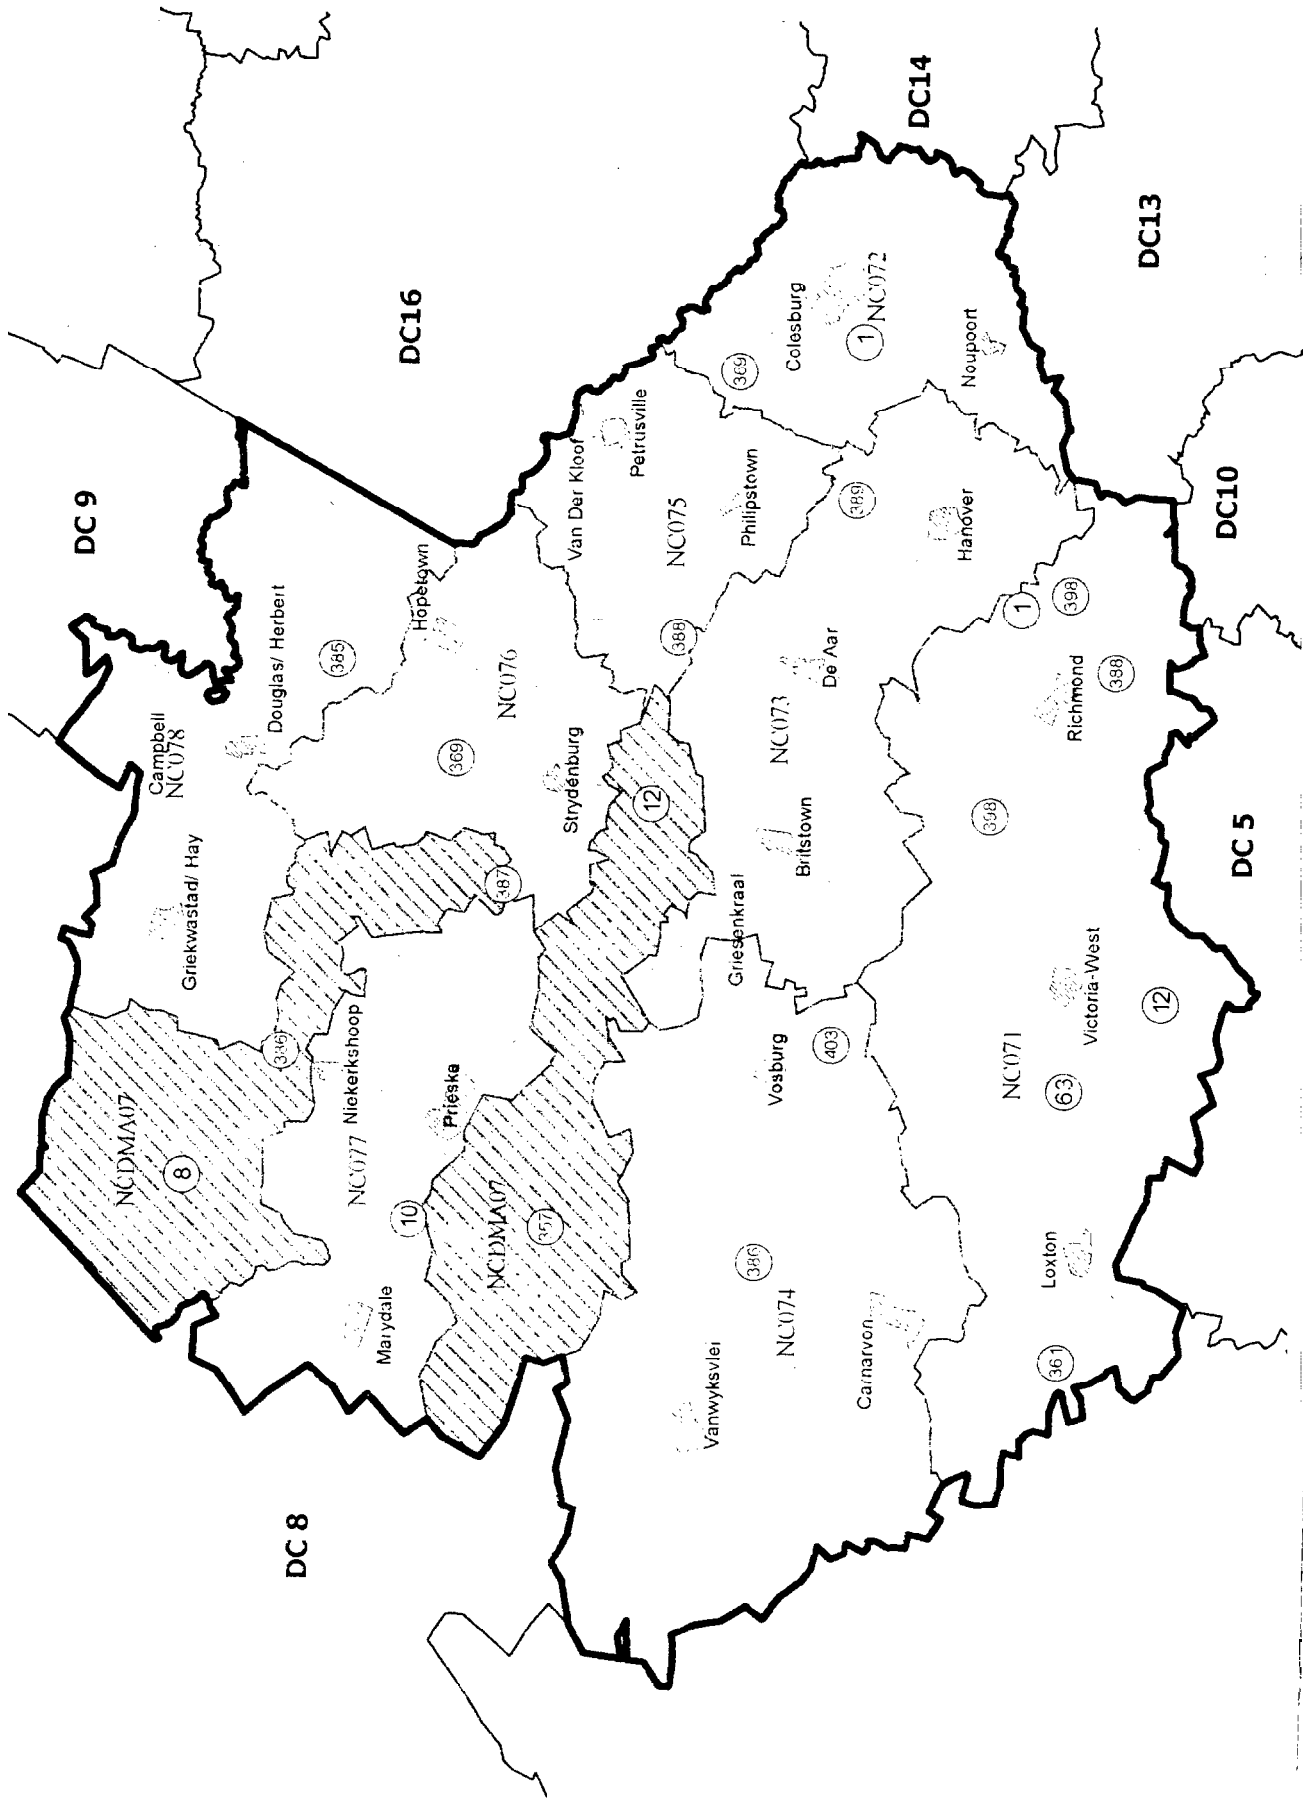 DC 8
DC 9
NCDMA07
8
Griekwastad/ Hay
Campbell
NC078
386
Douglas/ Herbert
385
Marydale
NC077
Niekerkshoop
10
Prieska
Hopetown
DC16
369
NCDMA07
357
387
NC076
Strydenburg
Van Der Kloof
Petrusville
12
388
NC075
Vanwyksvlei
386
NC074
Vosburg
Griesenkraal
NC073
Britstown
De Aar
Philipstown
369
403
389
Colesburg
1
NC072
DC14
Carnarvon
Hanover
Noupoort
398
NC071
1
361
Loxton
63
Victoria-West
Richmond
398
388
12
DC13
DC 5
DC10